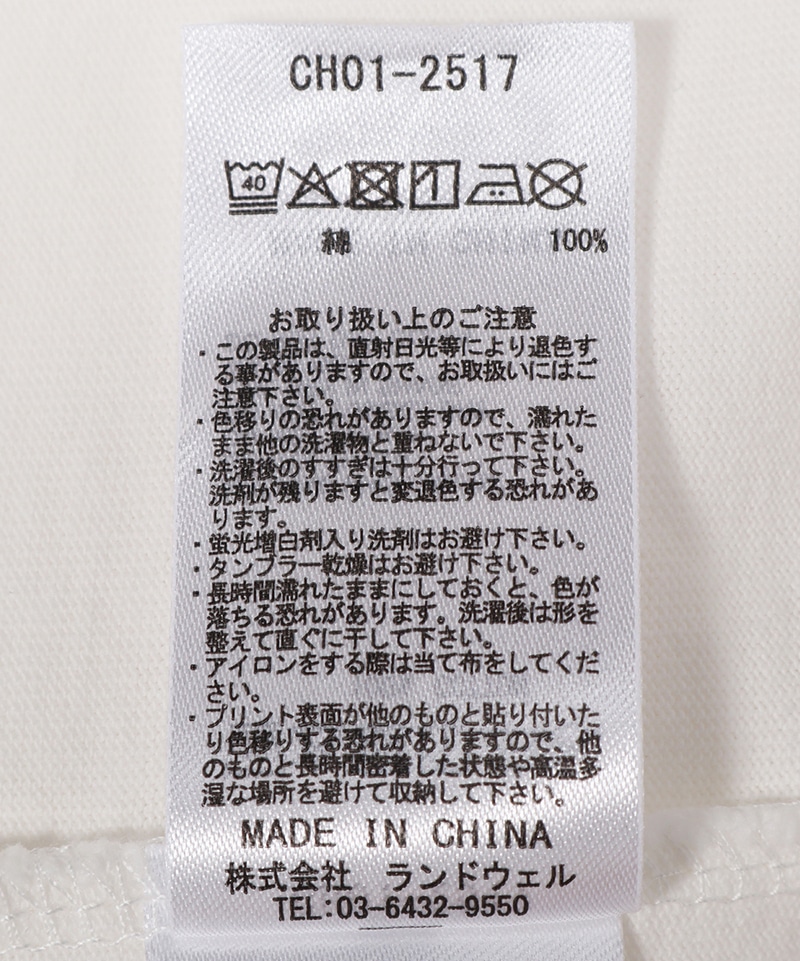 CH01-2517
40
綿 100%
お取り扱い上のご注意
・この製品は、直射日光等により退色す
る事がありますので、お取扱いにはご
注意下さい。
・色移りの恐れがありますので、濡れた
まま他の洗濯物と重ねないで下さい。
・洗濯後のすすぎは十分行って下さい。
洗剤が残りますと変退色する恐れがあ
ります。
・蛍光増白剤入り洗剤はお避け下さい。
・タンブラー乾燥はお避け下さい。
・長時間濡れたままにしておくと、色が
落ちる恐れがあります。洗濯後は形を
整えて直ぐに干して下さい。
・アイロンをする際は当て布をしてくだ
さい。
・プリント表面が他のものと貼り付いた
り色移りする恐れがありますので、他
のものと長時間密着した状態や高温多
湿な場所を避けて収納して下さい。
MADE IN CHINA
株式会社 ランドウェル
TEL:03-6432-9550